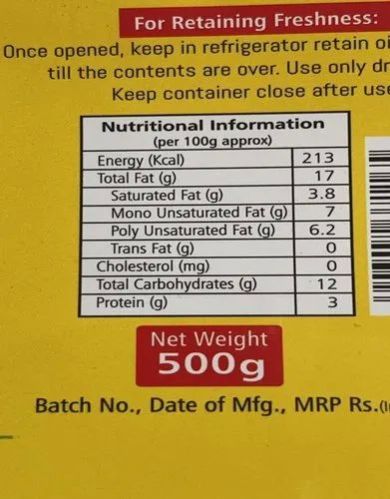 For Retaining Freshness:
Once opened, keep in refrigerator retain
till the contents are over. Use only
Keep container close after use
Nutritional Information
(per 100g approx)
Energy (Kcal) 213
Total Fat (g) 17
Saturated Fat (g) 3.8
Mono Unsaturated Fat (g) 7
Poly Unsaturated Fat (g) 6.2
Trans Fat (g) 0
Cholesterol (mg) 0
Total Carbohydrates (g) 12
Protein (g) 3
Net Weight
500g
Batch No., Date of Mfg., MRP Rs.